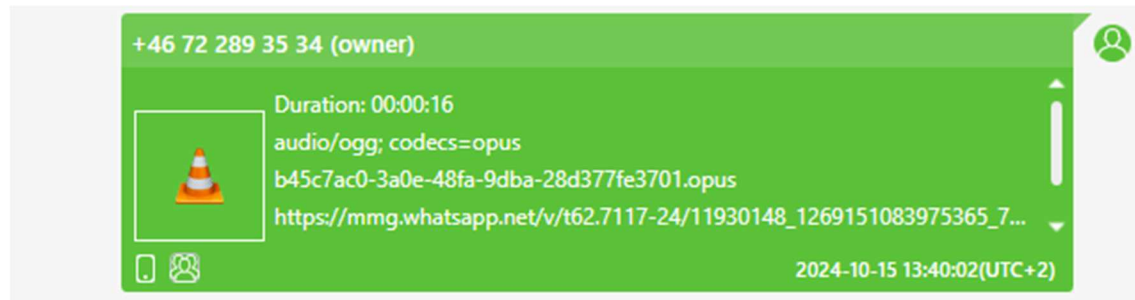 +46 72 289 35 34 (owner)
Duration: 00:00:16
audio/ogg; codecs=opus
b45c7ac0-3a0e-48fa-9dba-28d377fe3701.opus
https://mmg.whatsapp.net/v/t62.7117-24/11930148_1269151083975365_7...
2024-10-15 13:40:02(UTC+2)